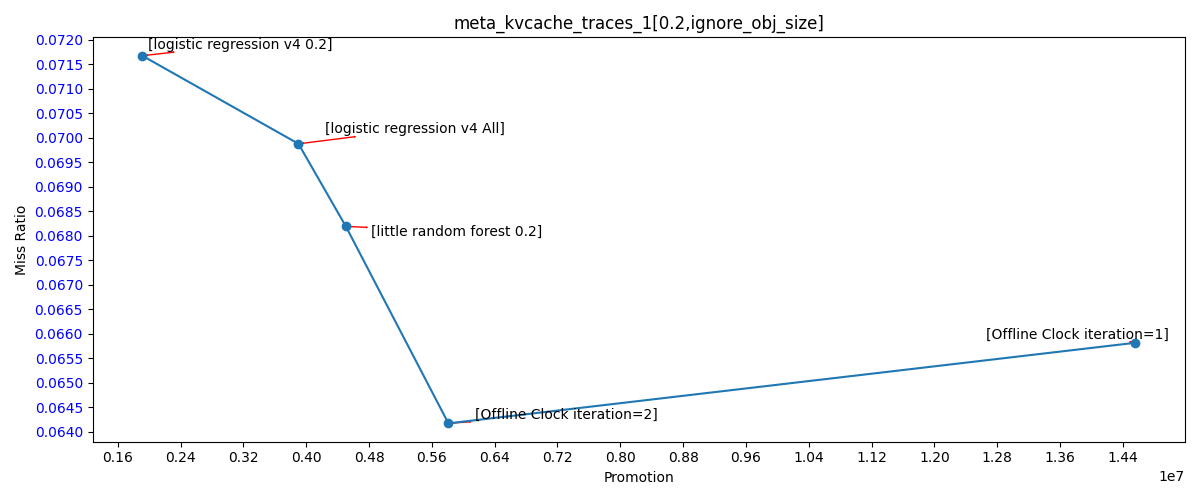 meta_kvcache_traces_1[0.2,ignore_obj_size]
0.0720
0.0715
0.0710
0.0705
0.0700
0.0695
0.0690
0.0685
0.0680
0.0675
0.0670
0.0665
0.0660
0.0655
0.0650
0.0645
0.0640
Miss Ratio
[logistic regression v4 0.2]
[logistic regression v4 All]
[little random forest 0.2]
[Offline Clock iteration=1]
[Offline Clock iteration=2]
0.16 0.24 0.32 0.40 0.48 0.56 0.64 0.72 0.80 0.88 0.96 1.04 1.12 1.20 1.28 1.36 1.44
1e7
Promotion